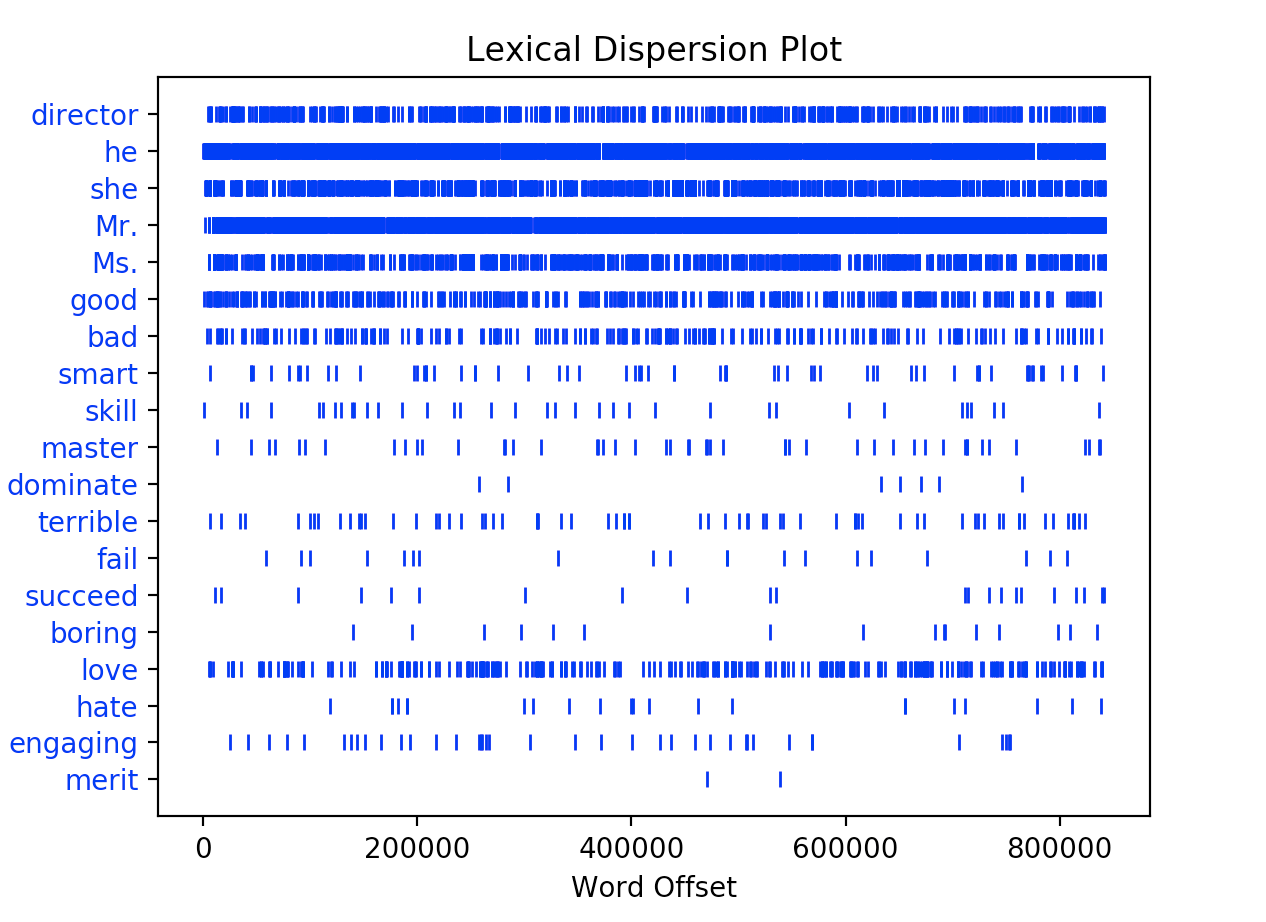 Lexical Dispersion Plot
director
he
she
Mr.
Ms.
good
bad
smart
skill
master
dominate
terrible
fail
succeed
boring
love
hate
engaging
merit
0 200000 400000 600000 800000
Word Offset